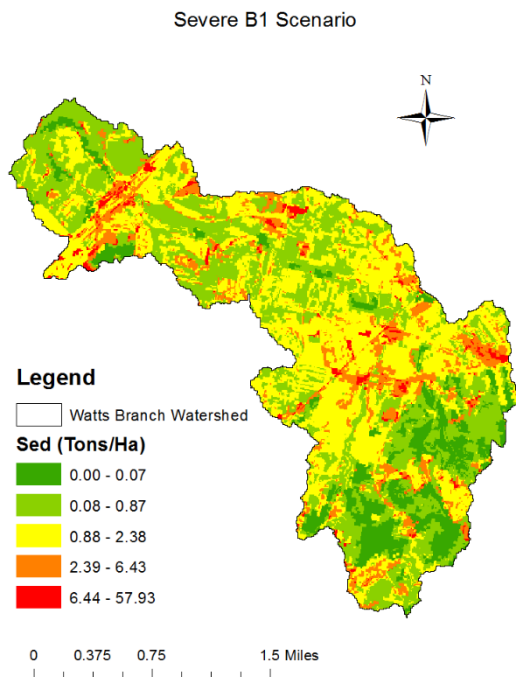 Severe B1 Scenario
N
Legend
Watts Branch Watershed
Sed (Tons/Ha)
0.00 - 0.07
0.08 - 0.87
0.88 - 2.38
2.39 - 6.43
6.44 - 57.93
0 0.375 0.75 1.5 Miles